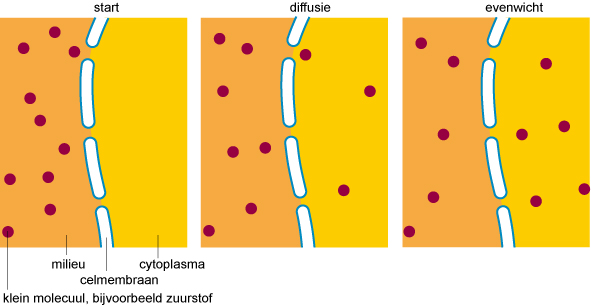 start diffusie evenwicht
milieu cytoplasma
celmembraan
klein molecuul, bijvoorbeeld zuurstof